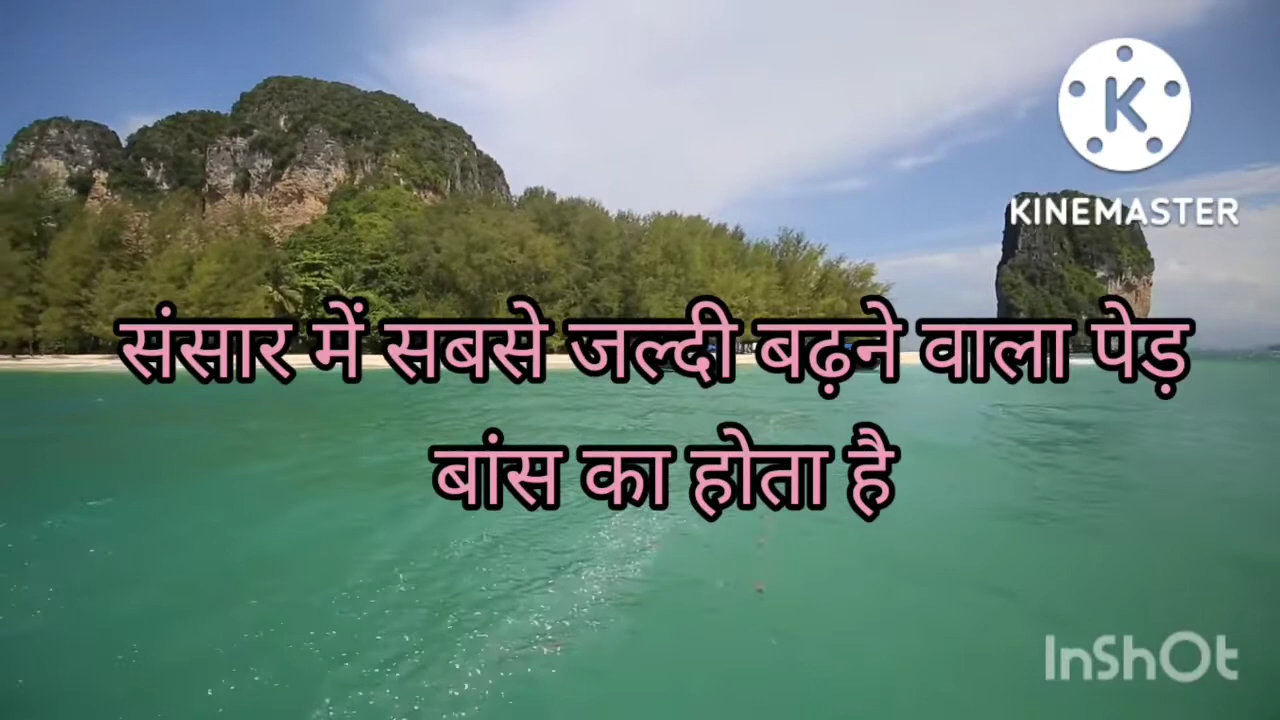 K
KINEMASTER
संसार में सबसे जल्दी बढ़ने वाला पेड़
बांस का होता है
InShOt